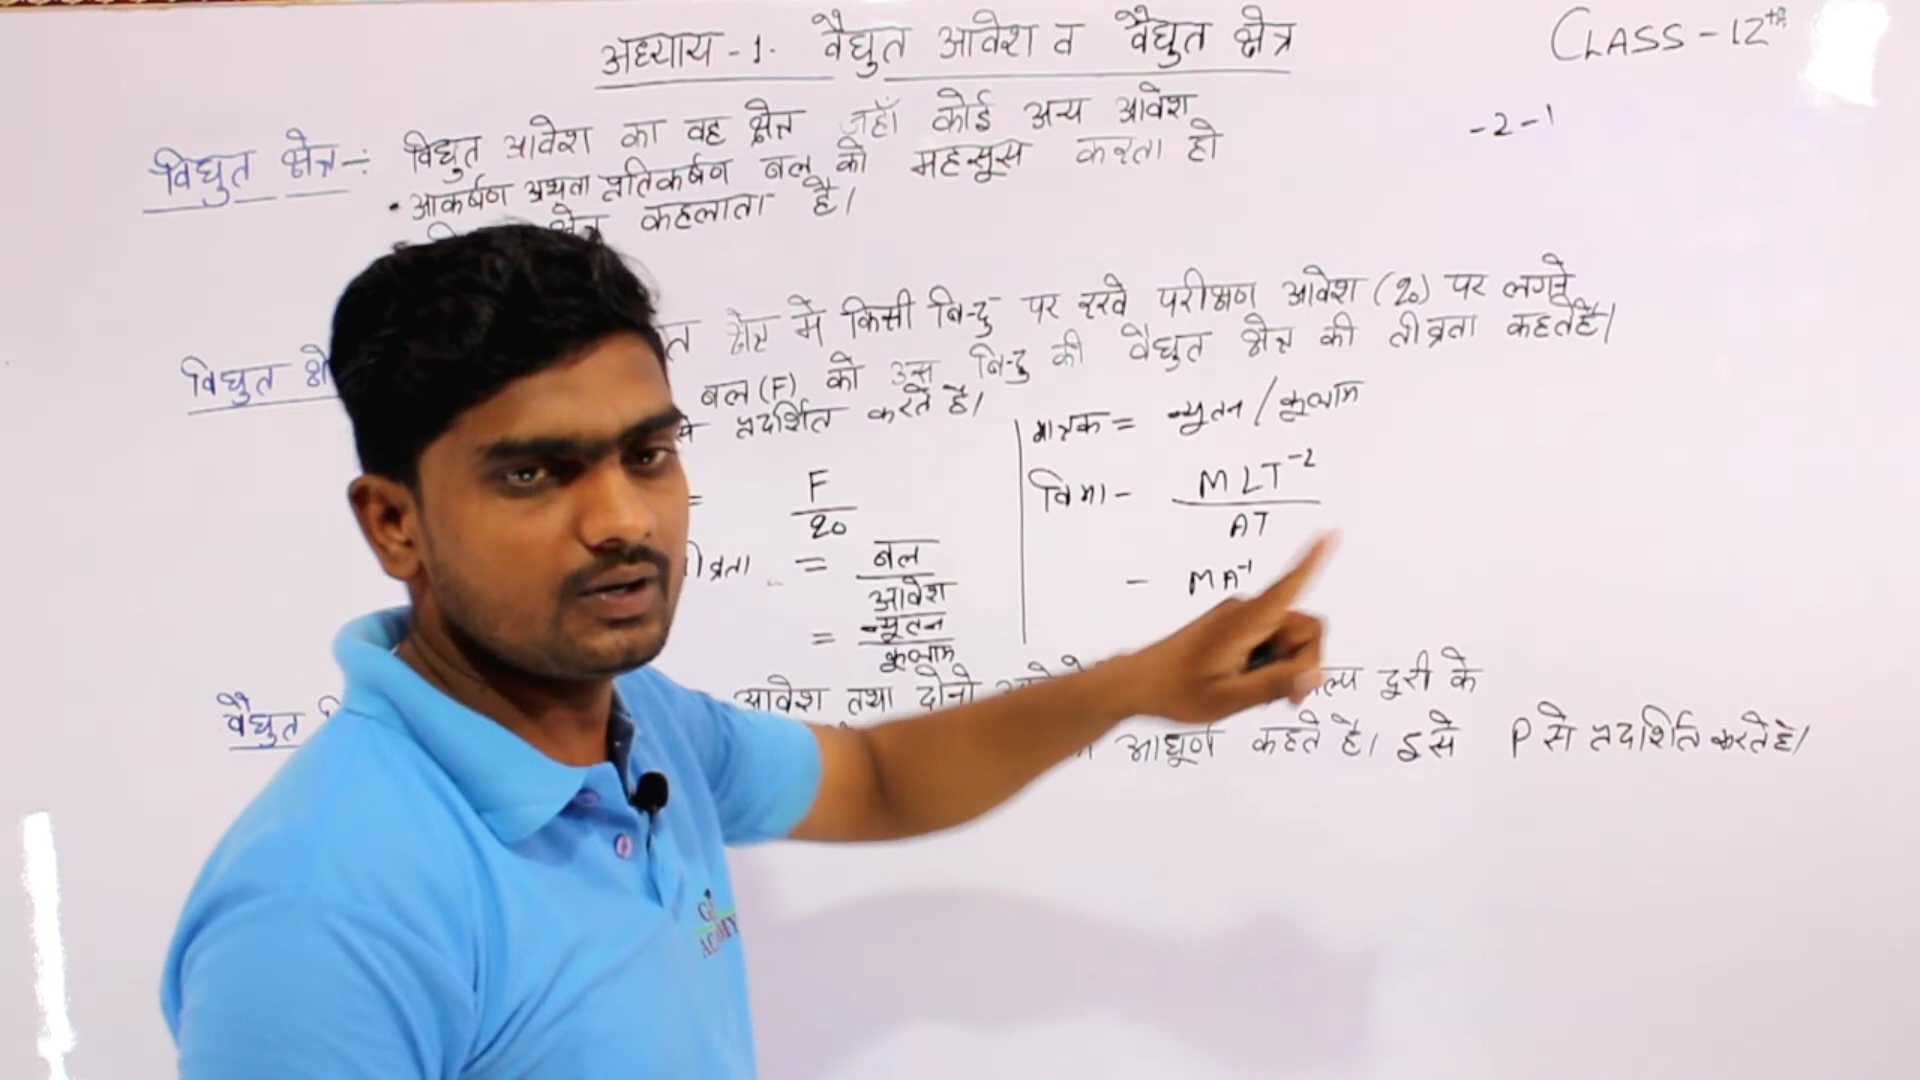 अध्याय - 1. वैद्युत आवेश व वैद्युत क्षेत्र
CLASS - 12th
-2-1
विद्युत क्षेत्र -: विद्युत आवेश का वह क्षेत्र जहाँ कोई अन्य आवेश
• आकर्षण अथवा प्रतिकर्षण बल को महसूस करता हो
क्षेत्र कहलाता है।
विद्युत क्षे क्षेत्र में किसी बिन्दु पर रखे परीक्षण आवेश (q0) पर लगने
बल (F) को उस बिन्दु की वैद्युत क्षेत्र की तीव्रता कहते हैं।
प्रदर्शित करते है।
= F/q0
तीव्रता = बल/आवेश
= न्यूटन/कूलाम
मात्रक = न्यूटन / कूलाम
विमा - MLT⁻²/AT
- MA⁻¹
वैद्युत आवेश तथा दोनो दूरी के
आघूर्ण कहते है। इसे P से प्रदर्शित करते है।